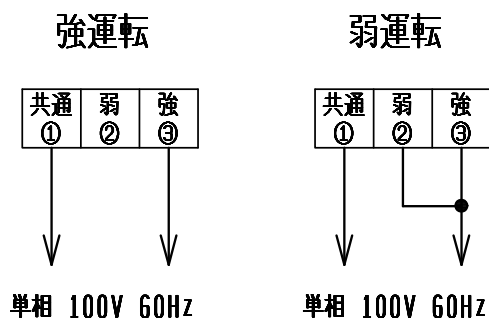 強運転 弱運転
共通 弱 強 共通 弱 強
① ② ③ ① ② ③
単相 100V 60Hz 単相 100V 60Hz